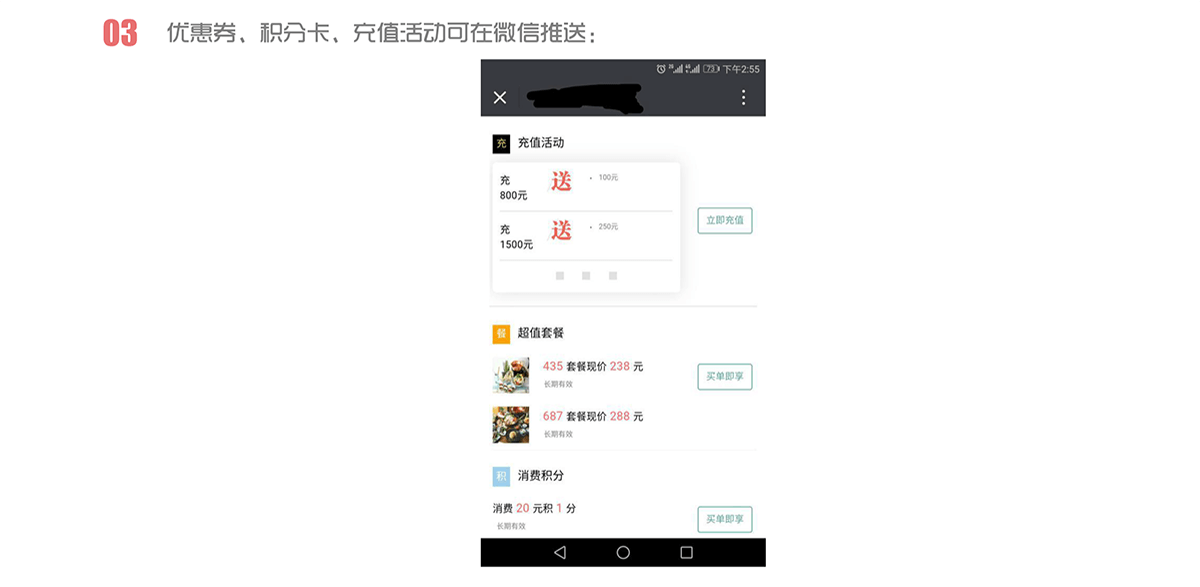 03 优惠券、积分卡、充值活动可在微信推送：
73 下午2:55
充 充值活动
充 送 · 100元
800元
立即充值
充 送 · 250元
1500元
餐 超值套餐
435 套餐现价 238 元
长期有效
买单即享
687 套餐现价 288 元
长期有效
积 消费积分
消费 20 元积 1 分
长期有效
买单即享